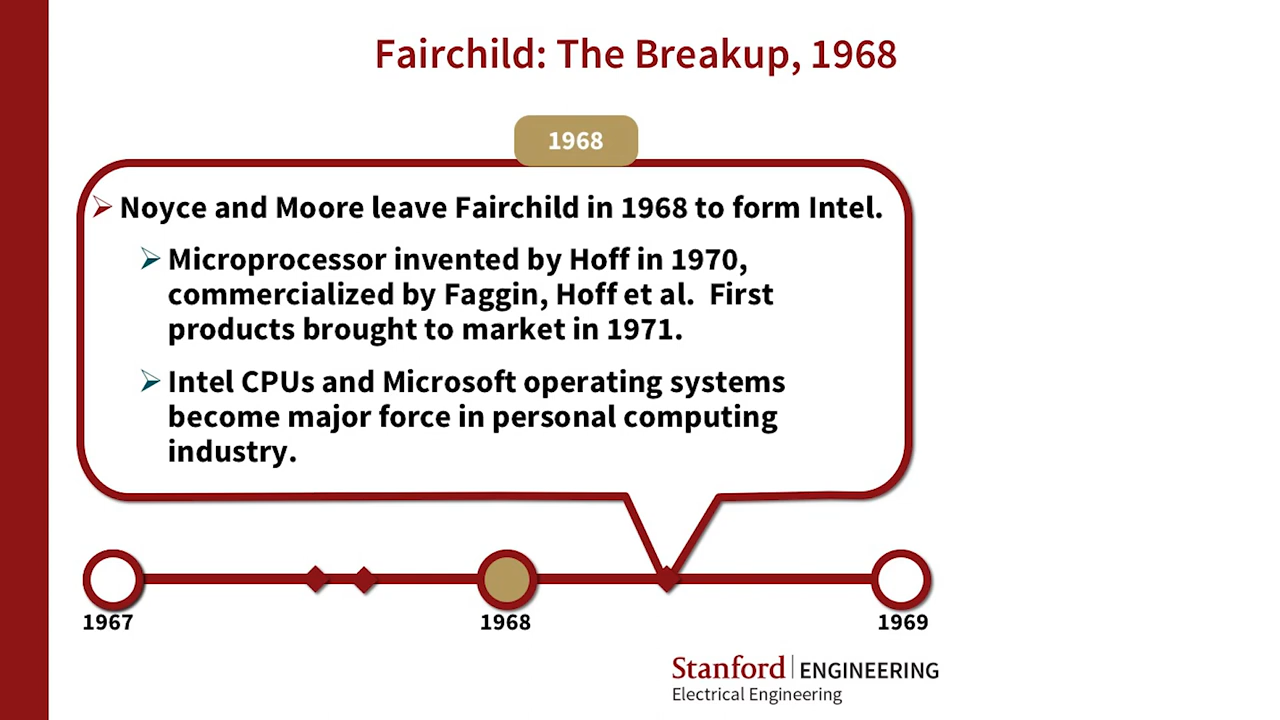 Fairchild: The Breakup, 1968
1968
Noyce and Moore leave Fairchild in 1968 to form Intel.
Microprocessor invented by Hoff in 1970,
commercialized by Faggin, Hoff et al.  First
products brought to market in 1971.
Intel CPUs and Microsoft operating systems
become major force in personal computing
industry.
1967
1968
1969
Stanford | ENGINEERING
Electrical Engineering